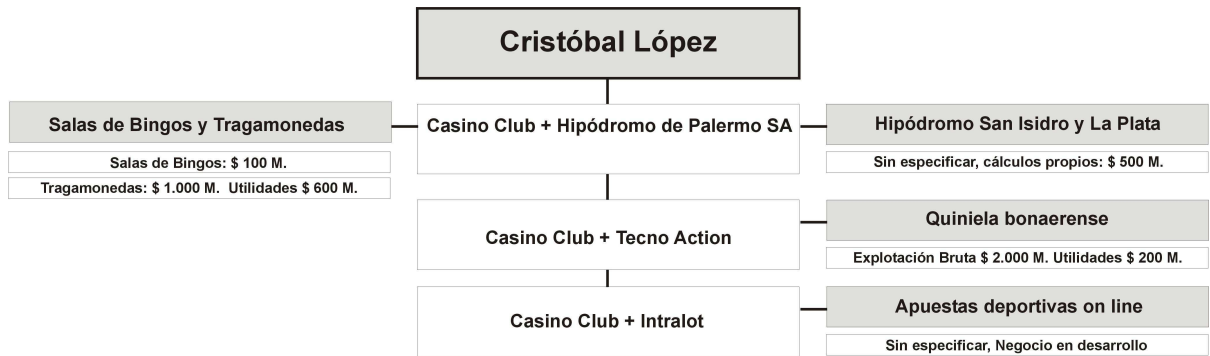 Cristóbal López
Salas de Bingos y Tragamonedas
Salas de Bingos: $ 100 M.
Tragamonedas: $ 1.000 M. Utilidades $ 600 M.
Casino Club + Hipódromo de Palermo SA
Hipódromo San Isidro y La Plata
Sin especificar, cálculos propios: $ 500 M.
Casino Club + Tecno Action
Quiniela bonaerense
Explotación Bruta $ 2.000 M. Utilidades $ 200 M.
Casino Club + Intralot
Apuestas deportivas on line
Sin especificar, Negocio en desarrollo